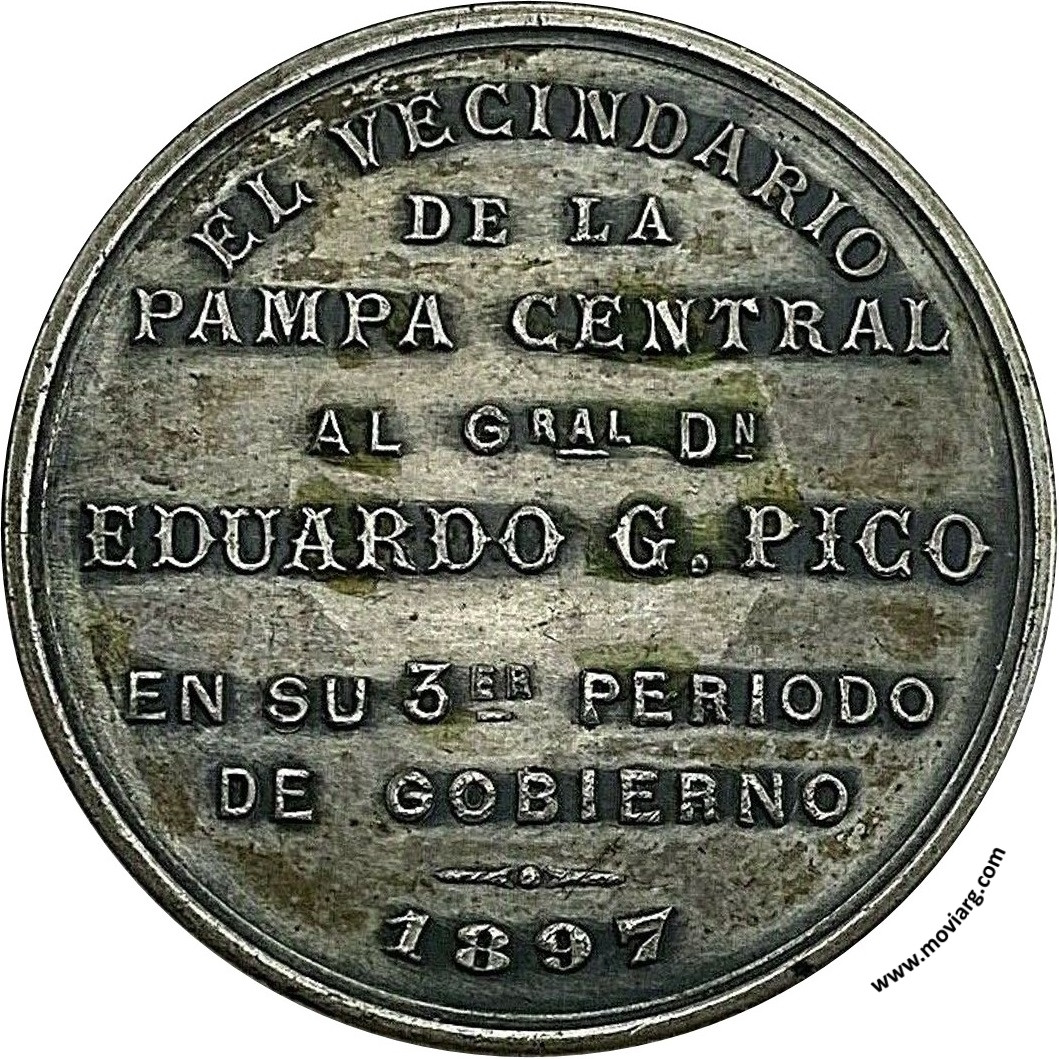 EL VECINDARIO
DE LA
PAMPA CENTRAL
AL GRAL DN
EDUARDO G. PICO
EN SU 3ER PERIODO
DE GOBIERNO
1897
www.moviarg.com